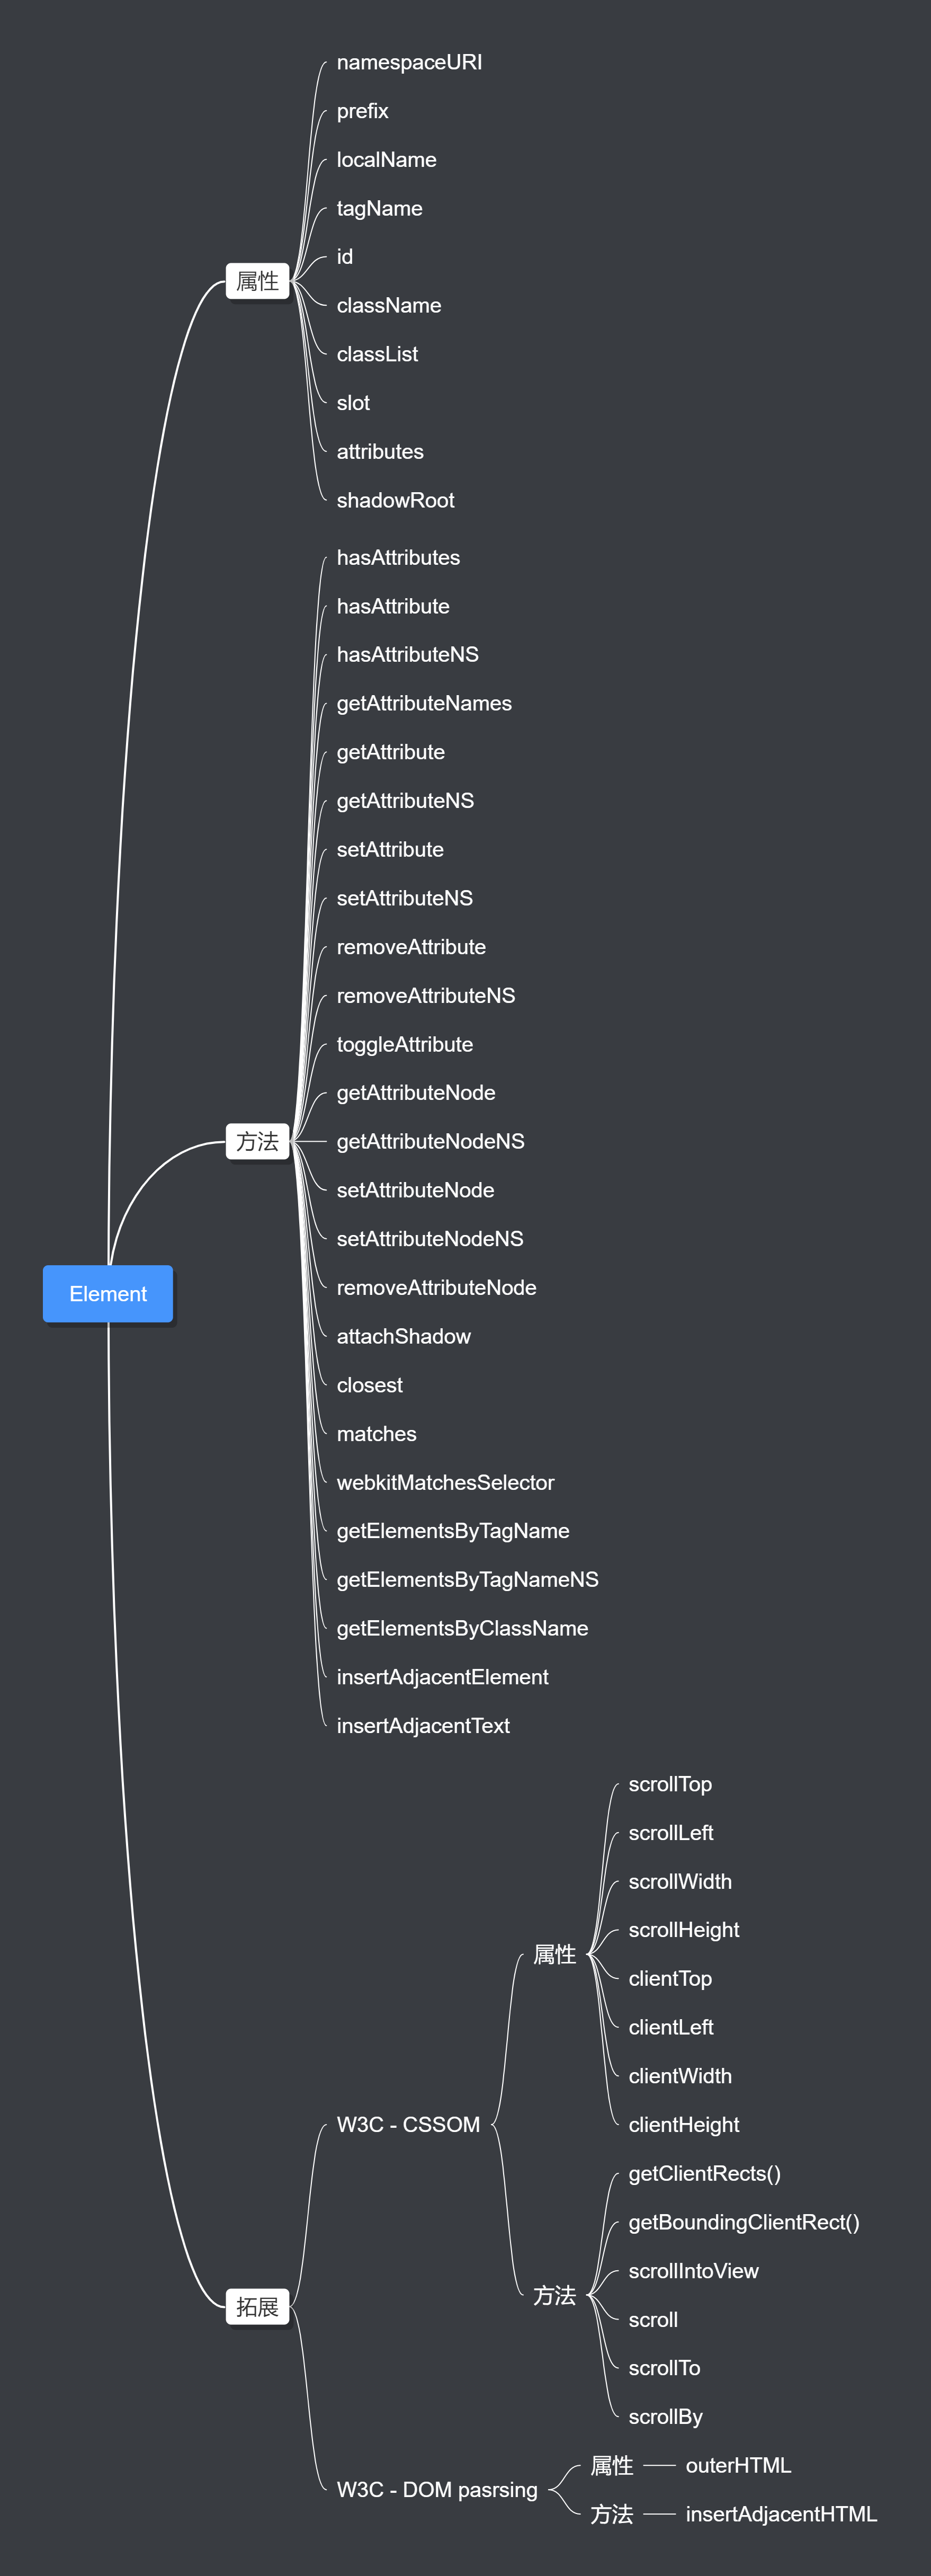 Element
属性
namespaceURI
prefix
localName
tagName
id
className
classList
slot
attributes
shadowRoot
方法
hasAttributes
hasAttribute
hasAttributeNS
getAttributeNames
getAttribute
getAttributeNS
setAttribute
setAttributeNS
removeAttribute
removeAttributeNS
toggleAttribute
getAttributeNode
getAttributeNodeNS
setAttributeNode
setAttributeNodeNS
removeAttributeNode
attachShadow
closest
matches
webkitMatchesSelector
getElementsByTagName
getElementsByTagNameNS
getElementsByClassName
insertAdjacentElement
insertAdjacentText
拓展
W3C - CSSOM
属性
scrollTop
scrollLeft
scrollWidth
scrollHeight
clientTop
clientLeft
clientWidth
clientHeight
方法
getClientRects()
getBoundingClientRect()
scrollIntoView
scroll
scrollTo
scrollBy
W3C - DOM pasrsing
属性
outerHTML
方法
insertAdjacentHTML